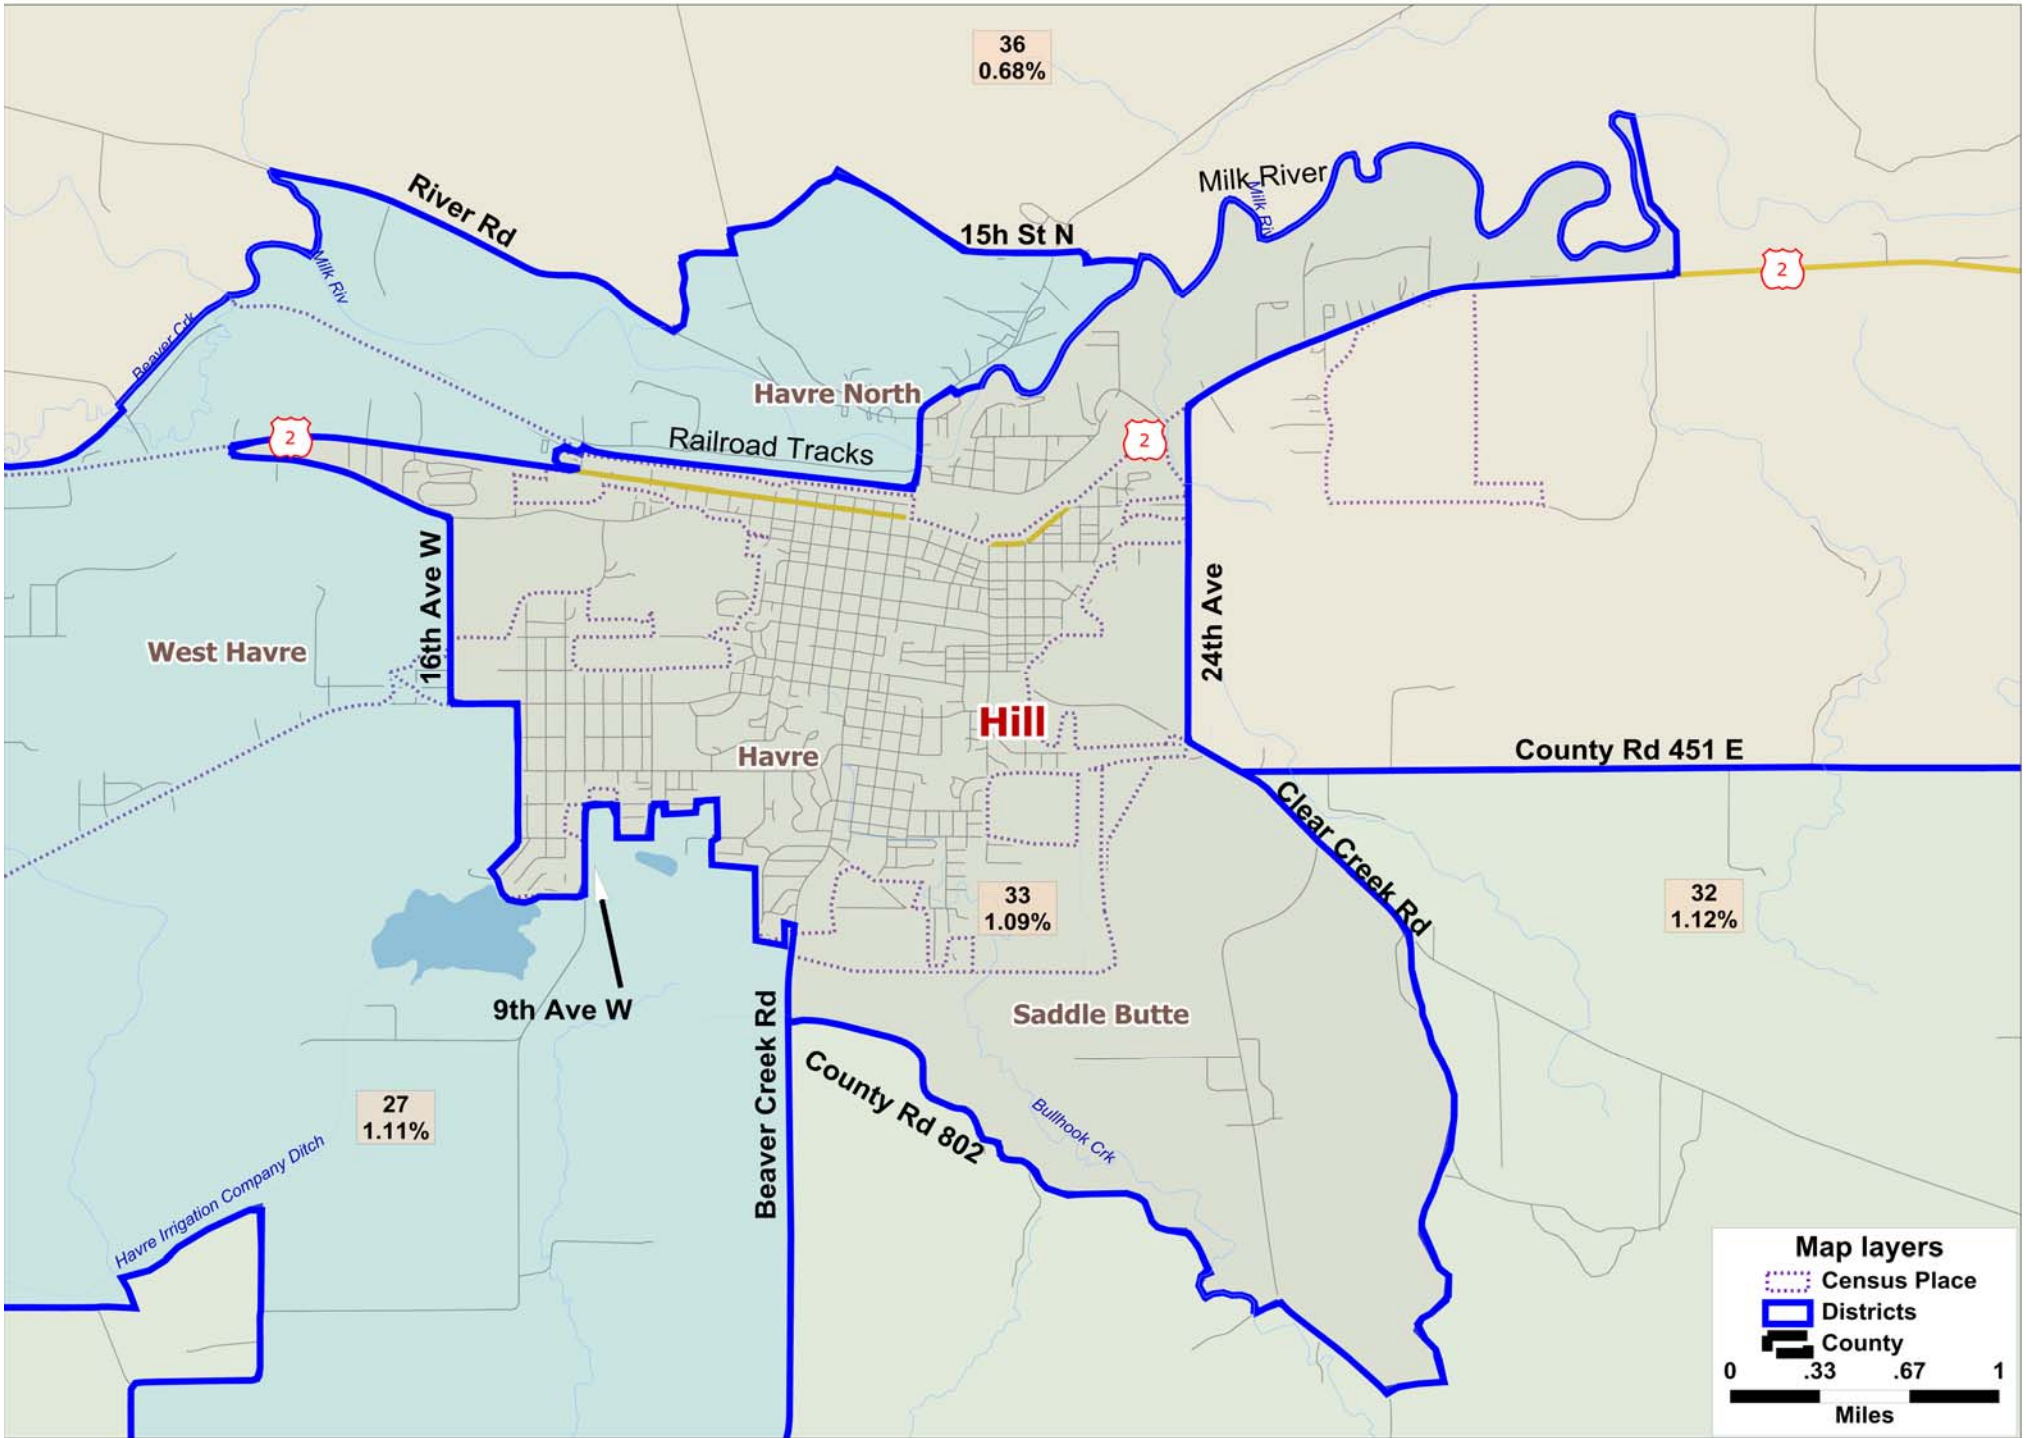 36
0.68%
Milk River
Milk Riv
River Rd
15h St N
Milk Riv
2
Beaver Crk
Havre North
2
Railroad Tracks
2
16th Ave W
24th Ave
West Havre
Hill
Havre
County Rd 451 E
Clear Creek Rd
33
1.09%
32
1.12%
9th Ave W
Saddle Butte
Beaver Creek Rd
County Rd 802
Bullhook Crk
27
1.11%
Havre Irrigation Company Ditch
Map layers
Census Place
Districts
County
0 .33 .67 1
Miles